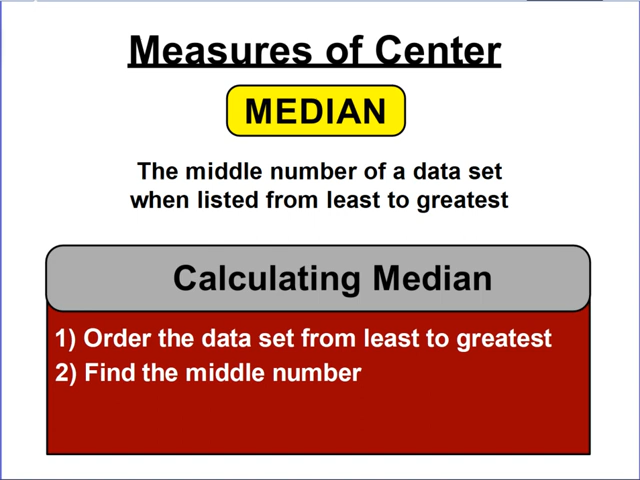 Measures of Center
MEDIAN
The middle number of a data set
when listed from least to greatest
Calculating Median
1) Order the data set from least to greatest
2) Find the middle number